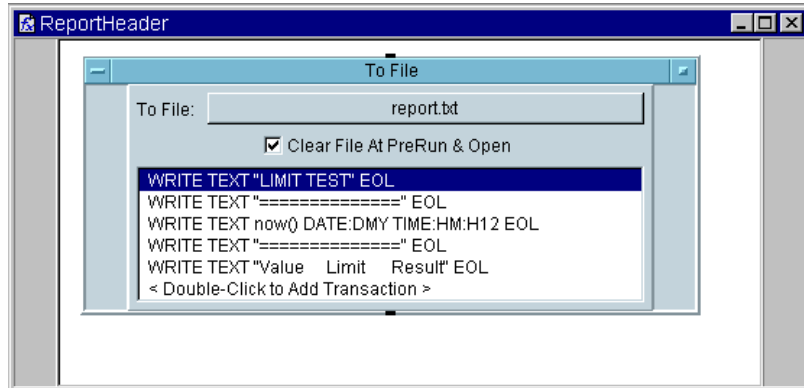 ReportHeader
To File
To File: report.txt
Clear File At PreRun & Open
WRITE TEXT "LIMIT TEST" EOL
WRITE TEXT "==============" EOL
WRITE TEXT now() DATE:DMY TIME:HM:H12 EOL
WRITE TEXT "==============" EOL
WRITE TEXT "Value     Limit     Result" EOL
< Double-Click to Add Transaction >